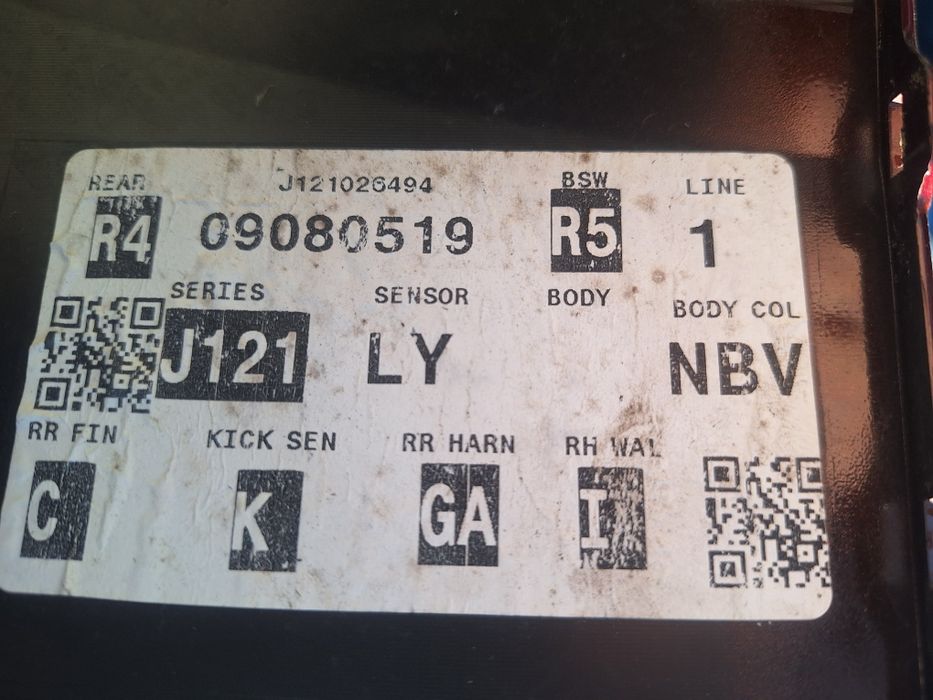 REAR J121026494 BSW LINE
R4 09080519 R5 1
SERIES SENSOR BODY BODY COL
J121 LY NBV
RR FIN KICK SEN RR HARN RH WAL
C K GA I